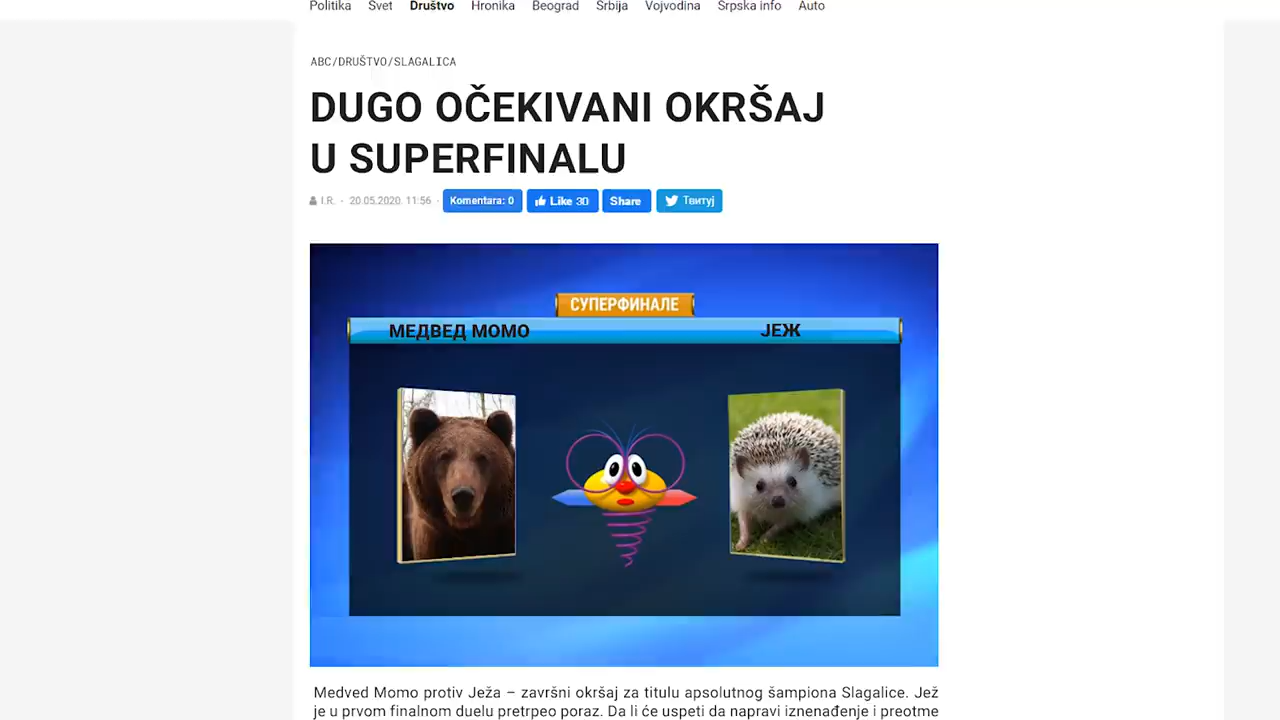 Politika Svet Društvo Hronika Beograd Srbija Vojvodina Srpska info Auto
ABC/DRUŠTVO/SLAGALICA
DUGO OČEKIVANI OKRŠAJ
U SUPERFINALU
I.R. - 20.05.2020. 11:56 - Komentara: 0 Like 30 Share Твитуј
СУПЕРФИНАЛЕ
МЕДВЕД МОМО ЈЕЖ
Medved Momo protiv Ježa – završni okršaj za titulu apsolutnog šampiona Slagalice. Jež
je u prvom finalnom duelu pretrpeo poraz. Da li će uspeti da napravi iznenađenje i preotme